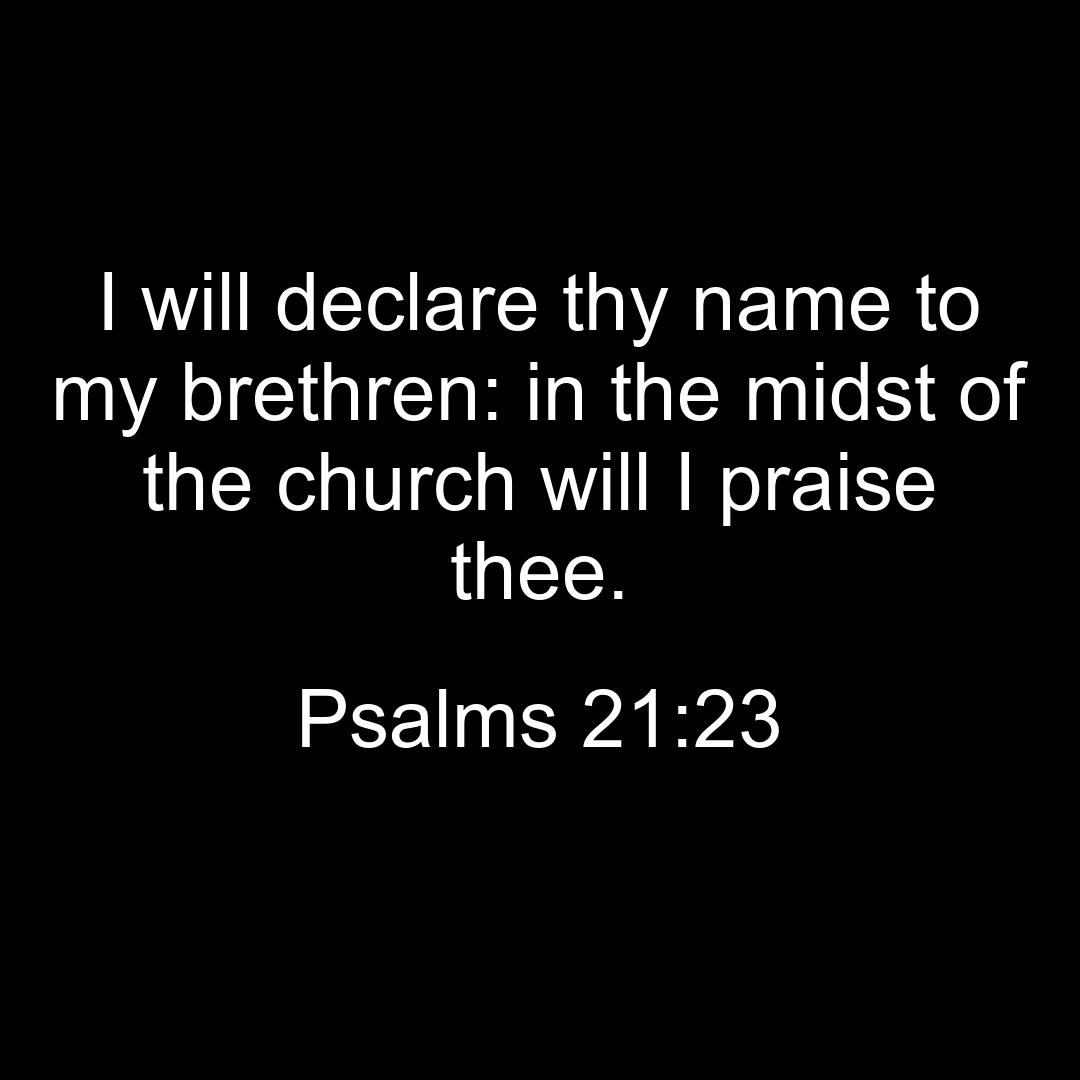 I will declare thy name to
my brethren: in the midst of
the church will I praise
thee.
Psalms 21:23